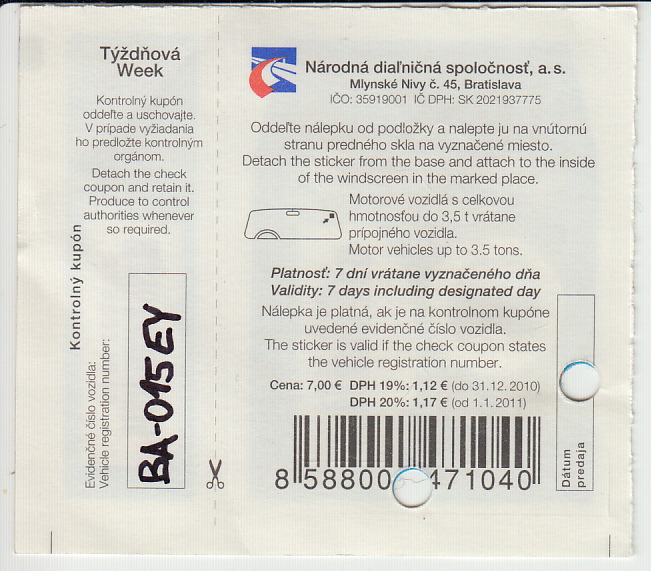 Týždňová
Week
Kontrolný kupón
oddeľte a uschovajte.
V prípade vyžiadania
ho predložte kontrolným
orgánom.
Detach the check
coupon and retain it.
Produce to control
authorities whenever
so required.
Kontrolný kupón
Evidenčné číslo vozidla:
Vehicle registration number:
BA-015EY
Národná diaľničná spoločnosť, a.s.
Mlynské Nivy č. 45, Bratislava
IČO: 35919001 IČ DPH: SK 2021937775
Oddeľte nálepku od podložky a nalepte ju na vnútornú
stranu predného skla na vyznačené miesto.
Detach the sticker from the base and attach to the inside
of the windscreen in the marked place.
Motorové vozidlá s celkovou
hmotnosťou do 3,5 t vrátane
prípojného vozidla.
Motor vehicles up to 3.5 tons.
Platnosť: 7 dní vrátane vyznačeného dňa
Validity: 7 days including designated day
Nálepka je platná, ak je na kontrolnom kupóne
uvedené evidenčné číslo vozidla.
The sticker is valid if the check coupon states
the vehicle registration number.
Cena: 7,00 € DPH 19%: 1,12 € (do 31.12.2010)
DPH 20%: 1,17 € (od 1.1.2011)
8 58800 471040
Dátum
predaja